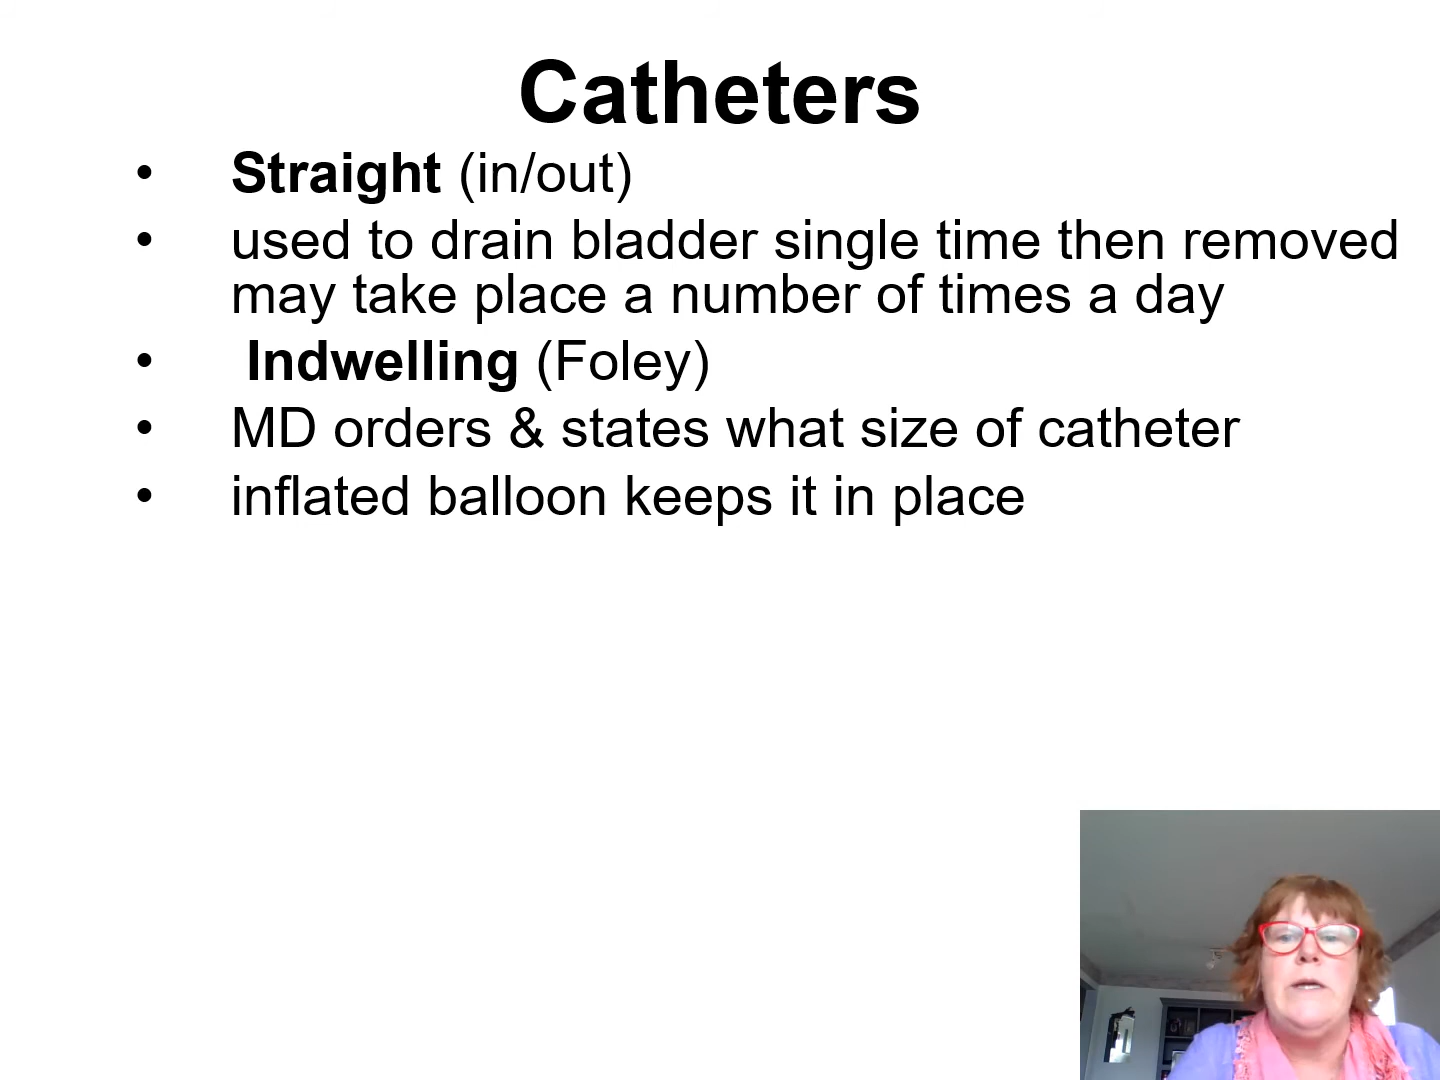 Catheters
• Straight (in/out)
• used to drain bladder single time then removed
may take place a number of times a day
• Indwelling (Foley)
• MD orders & states what size of catheter
• inflated balloon keeps it in place